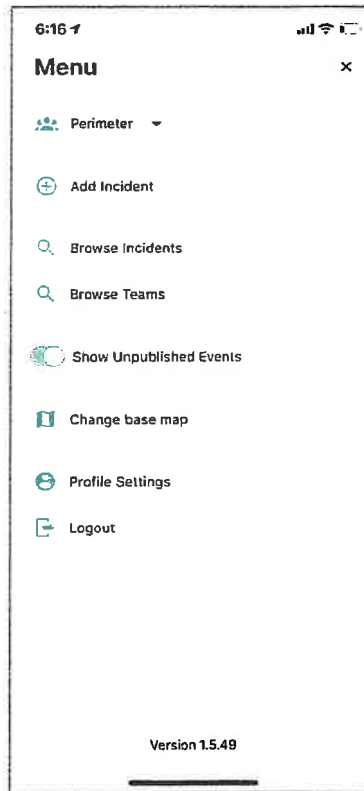 6:16
Menu
Perimeter
Add Incident
Browse Incidents
Browse Teams
Show Unpublished Events
Change base map
Profile Settings
Logout
Version 1.5.49